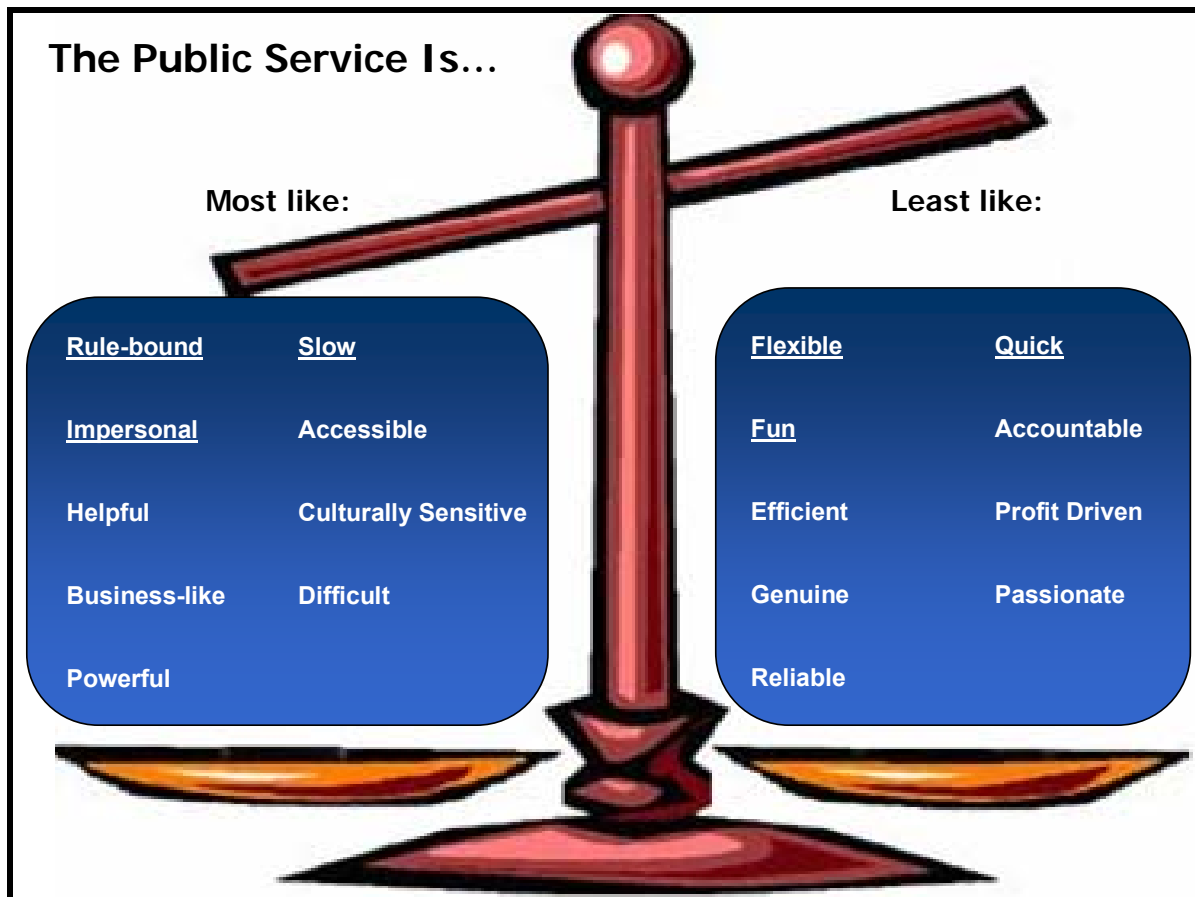 The Public Service Is...
Most like:
Least like:
Rule-bound Slow
Impersonal Accessible
Helpful Culturally Sensitive
Business-like Difficult
Powerful
Flexible Quick
Fun Accountable
Efficient Profit Driven
Genuine Passionate
Reliable